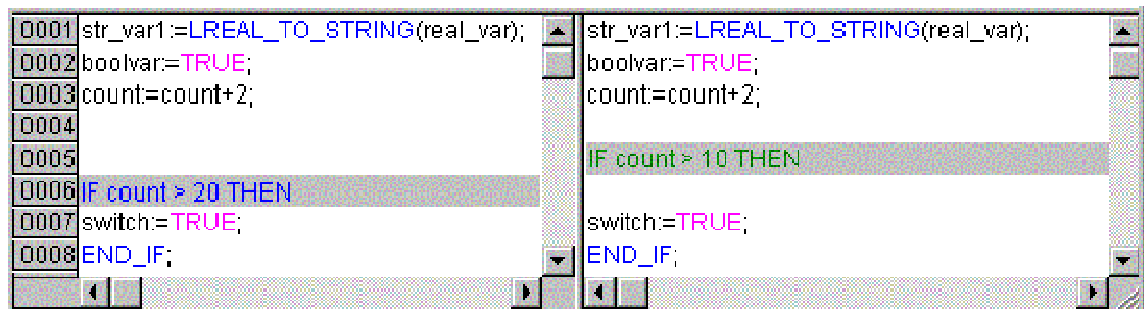 0001 str_var1:=LREAL_TO_STRING(real_var);
0002 boolvar:=TRUE;
0003 count:=count+2;
0004
0005
0006 IF count > 20 THEN
0007 switch:=TRUE;
0008 END_IF;
str_var1:=LREAL_TO_STRING(real_var);
boolvar:=TRUE;
count:=count+2;
IF count > 10 THEN
switch:=TRUE;
END_IF;